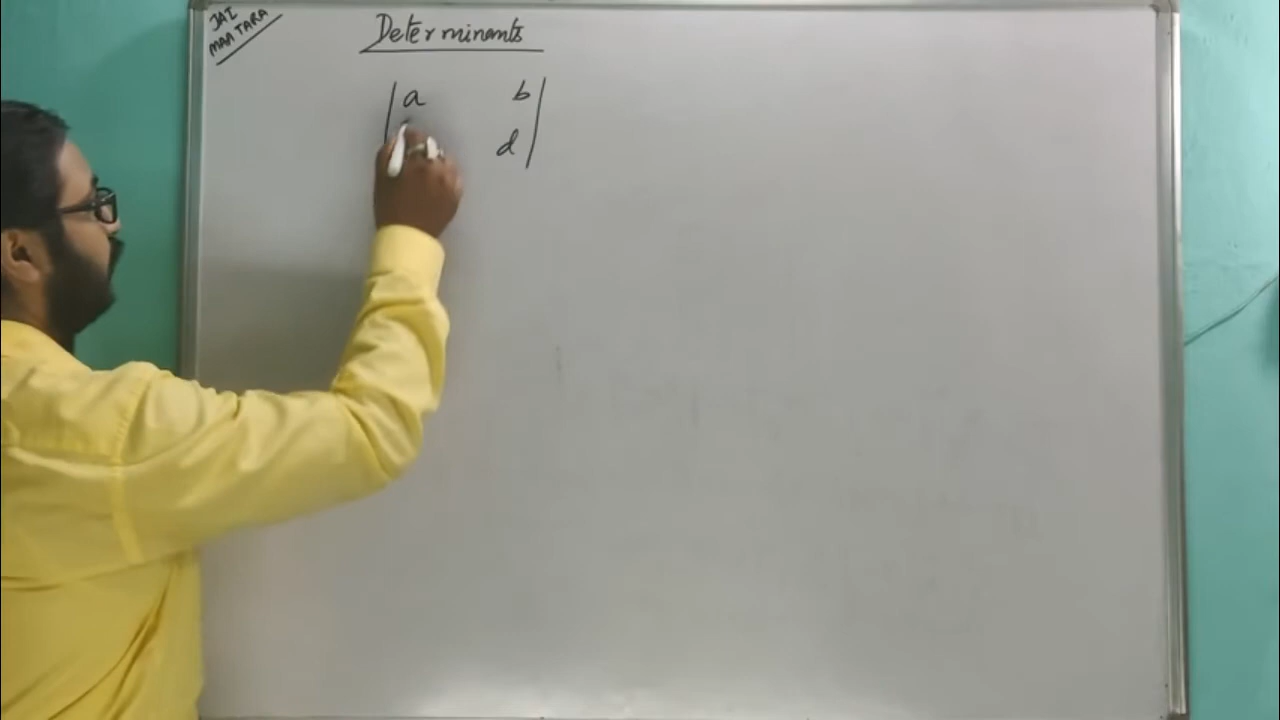 JAI
MAA TARA
Determinants
| a b |
| d |